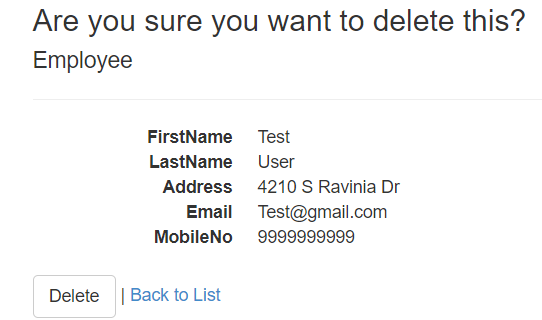 Are you sure you want to delete this?
Employee
FirstName Test
LastName User
Address 4210 S Ravinia Dr
Email Test@gmail.com
MobileNo 9999999999
Delete | Back to List